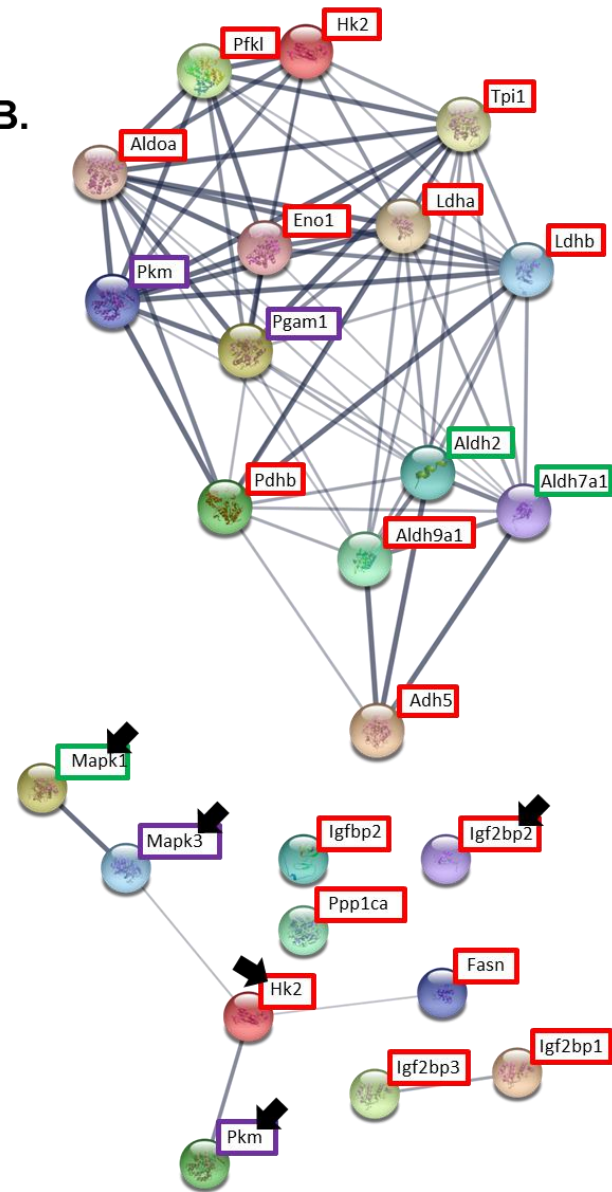 Hk2
Pfkl
Tpi1
B.
Aldoa
Ldha
Eno1
Ldhb
Pkm
Pgam1
Aldh2
Pdhb
Aldh7a1
Aldh9a1
Adh5
Mapk1
Mapk3
Igfbp2
Igf2bp2
Ppp1ca
Fasn
Hk2
Igf2bp1
Igf2bp3
Pkm